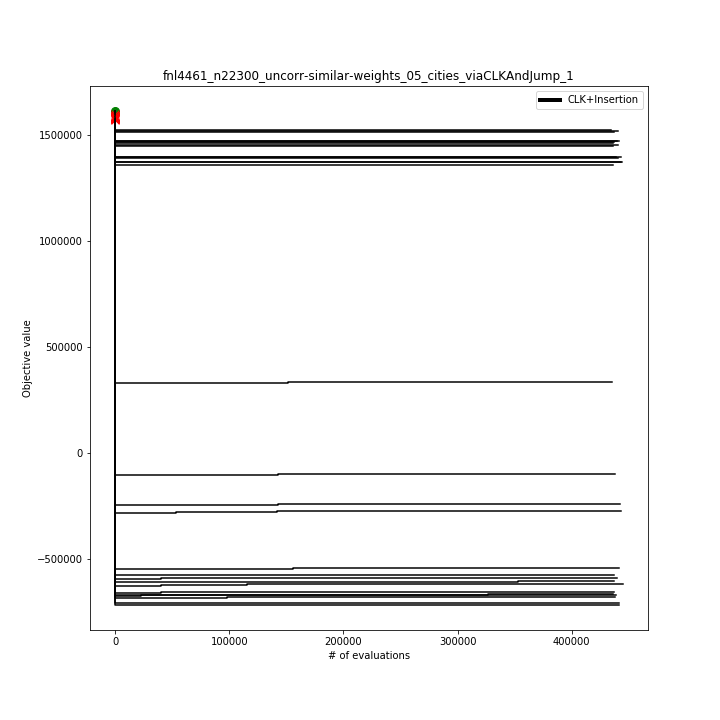 fnl4461_n22300_uncorr-similar-weights_05_cities_viaCLKAndJump_1
CLK+Insertion
1500000
1000000
500000
0
−500000
Objective value
0 100000 200000 300000 400000
# of evaluations